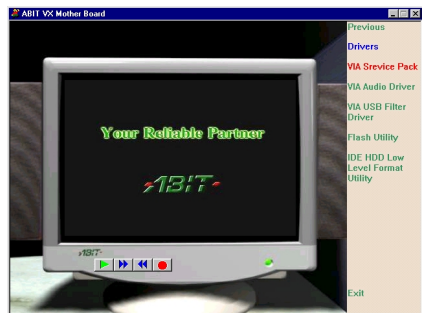 ABIT VX Mother Board
Previous
Drivers
VIA Srevice Pack
VIA Audio Driver
VIA USB Filter
Driver
Flash Utility
IDE HDD Low
Level Format
Utility
Exit
Your Reliable Partner
ABIT
ABIT